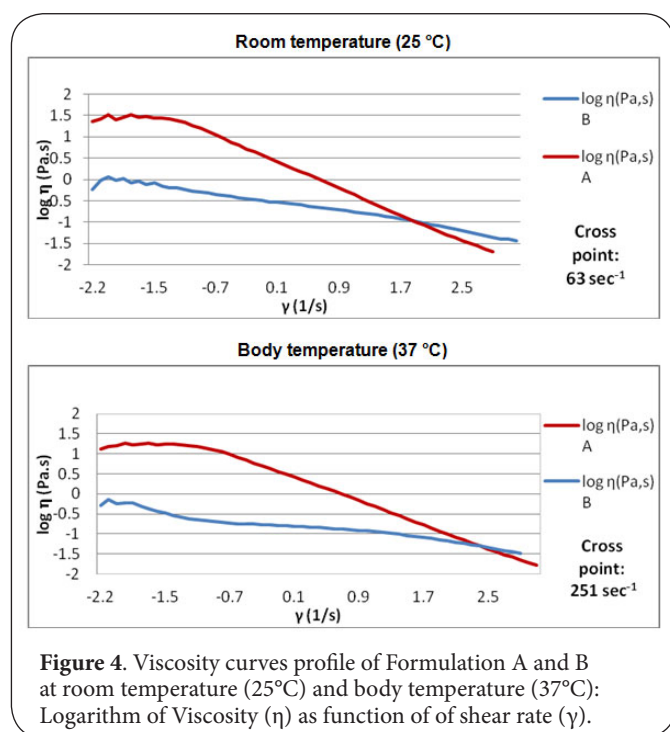 Room temperature (25 °C)
2
1.5
1
0.5
0
-0.5
-1
-1.5
-2
log η (Pa.s)
-2.2 -1.5 -0.7 0.1 0.9 1.7 2.5
γ (1/s)
log η(Pa,s)
B
log η(Pa,s)
A
Cross
point:
63 sec-1
Body temperature (37 °C)
2
1.5
1
0.5
0
-0.5
-1
-1.5
-2
log η (Pa.s)
-2.2 -1.5 -0.7 0.1 0.9 1.7 2.5
γ (1/s)
log η(Pa,s)
A
log η(Pa,s)
B
Cross
point:
251 sec-1
Figure 4. Viscosity curves profile of Formulation A and B
at room temperature (25°C) and body temperature (37°C):
Logarithm of Viscosity (η) as function of of shear rate (γ).